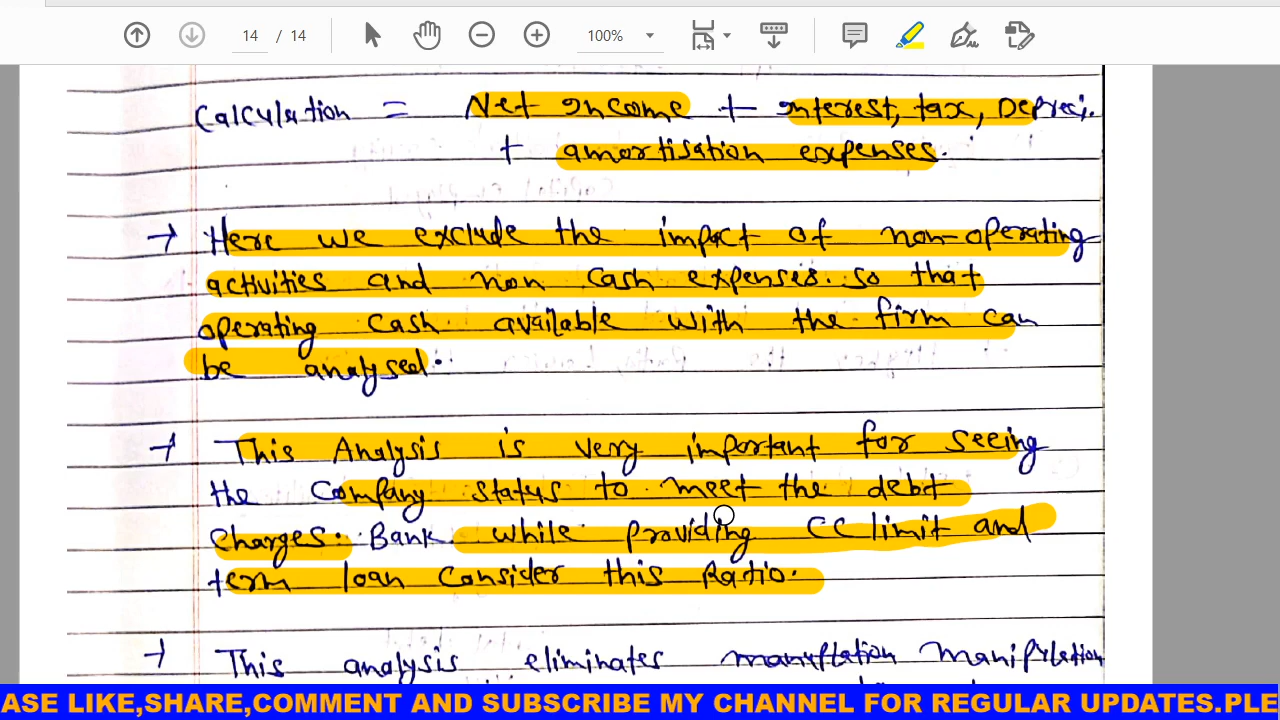 14 / 14
100%
Calculation = Net income + interest, tax, Depreci.
+ amortisation expenses.
→ Here we exclude the impact of non-operating
activities and non cash expenses. so that
operating cash available with the firm can
be analysed.
→ This Analysis is very important for seeing
the Company status to meet the debt
charges. Bank while providing CC limit and
term loan consider this Ratio.
→ This analysis eliminates manipulation
ASE LIKE,SHARE,COMMENT AND SUBSCRIBE MY CHANNEL FOR REGULAR UPDATES.PLE